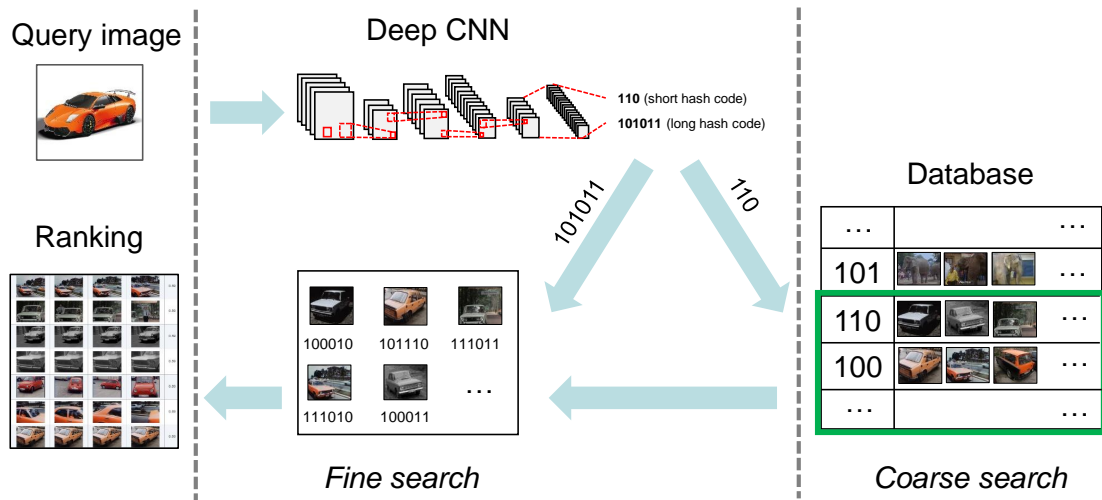 Query image
Deep CNN
110 (short hash code)
101011 (long hash code)
101011
110
Database
... ...
101 ...
110 ...
100 ...
... ...
Ranking
100010 101110 111011
111010 100011 ...
Fine search
Coarse search